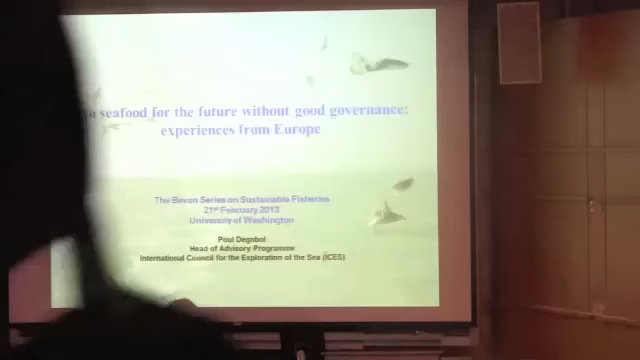 seafood for the future without good governance:
experiences from Europe
The Bevan Series on Sustainable Fisheries
21st February 2013
University of Washington
Poul Degnbol
Head of Advisory Programme
International Council for the Exploration of the Sea (ICES)